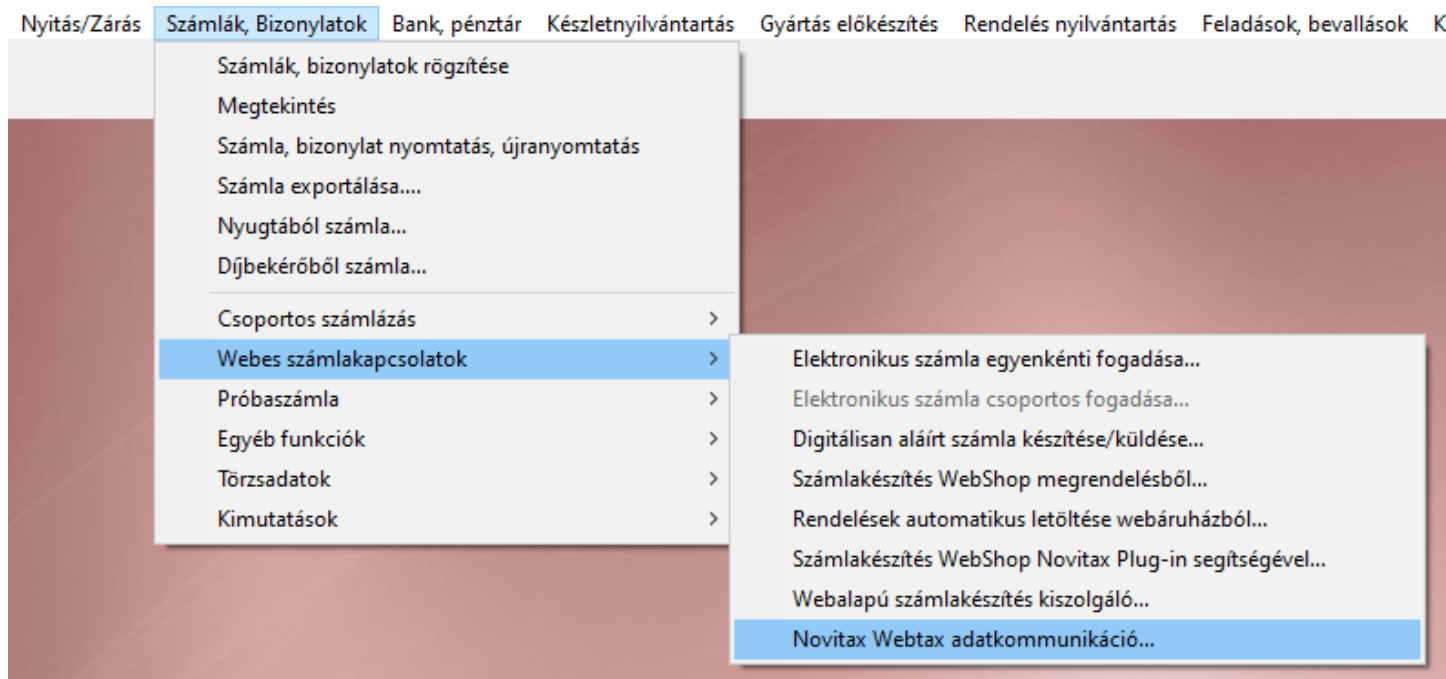 Nyitás/Zárás Számlák, Bizonylatok Bank, pénztár Készletnyilvántartás Gyártás előkészítés Rendelés nyilvántartás Feladások, bevallások K
Számlák, bizonylatok rögzítése
Megtekintés
Számla, bizonylat nyomtatás, újranyomtatás
Számla exportálása....
Nyugtából számla...
Díjbekérőből számla...
Csoportos számlázás
Webes számlakapcsolatok
Próbaszámla
Egyéb funkciók
Törzsadatok
Kimutatások
Elektronikus számla egyenkénti fogadása...
Elektronikus számla csoportos fogadása...
Digitálisan aláírt számla készítése/küldése...
Számlakészítés WebShop megrendelésből...
Rendelések automatikus letöltése webáruházból...
Számlakészítés WebShop Novitax Plug-in segítségével...
Webalapú számlakészítés kiszolgáló...
Novitax Webtax adatkommunikáció...